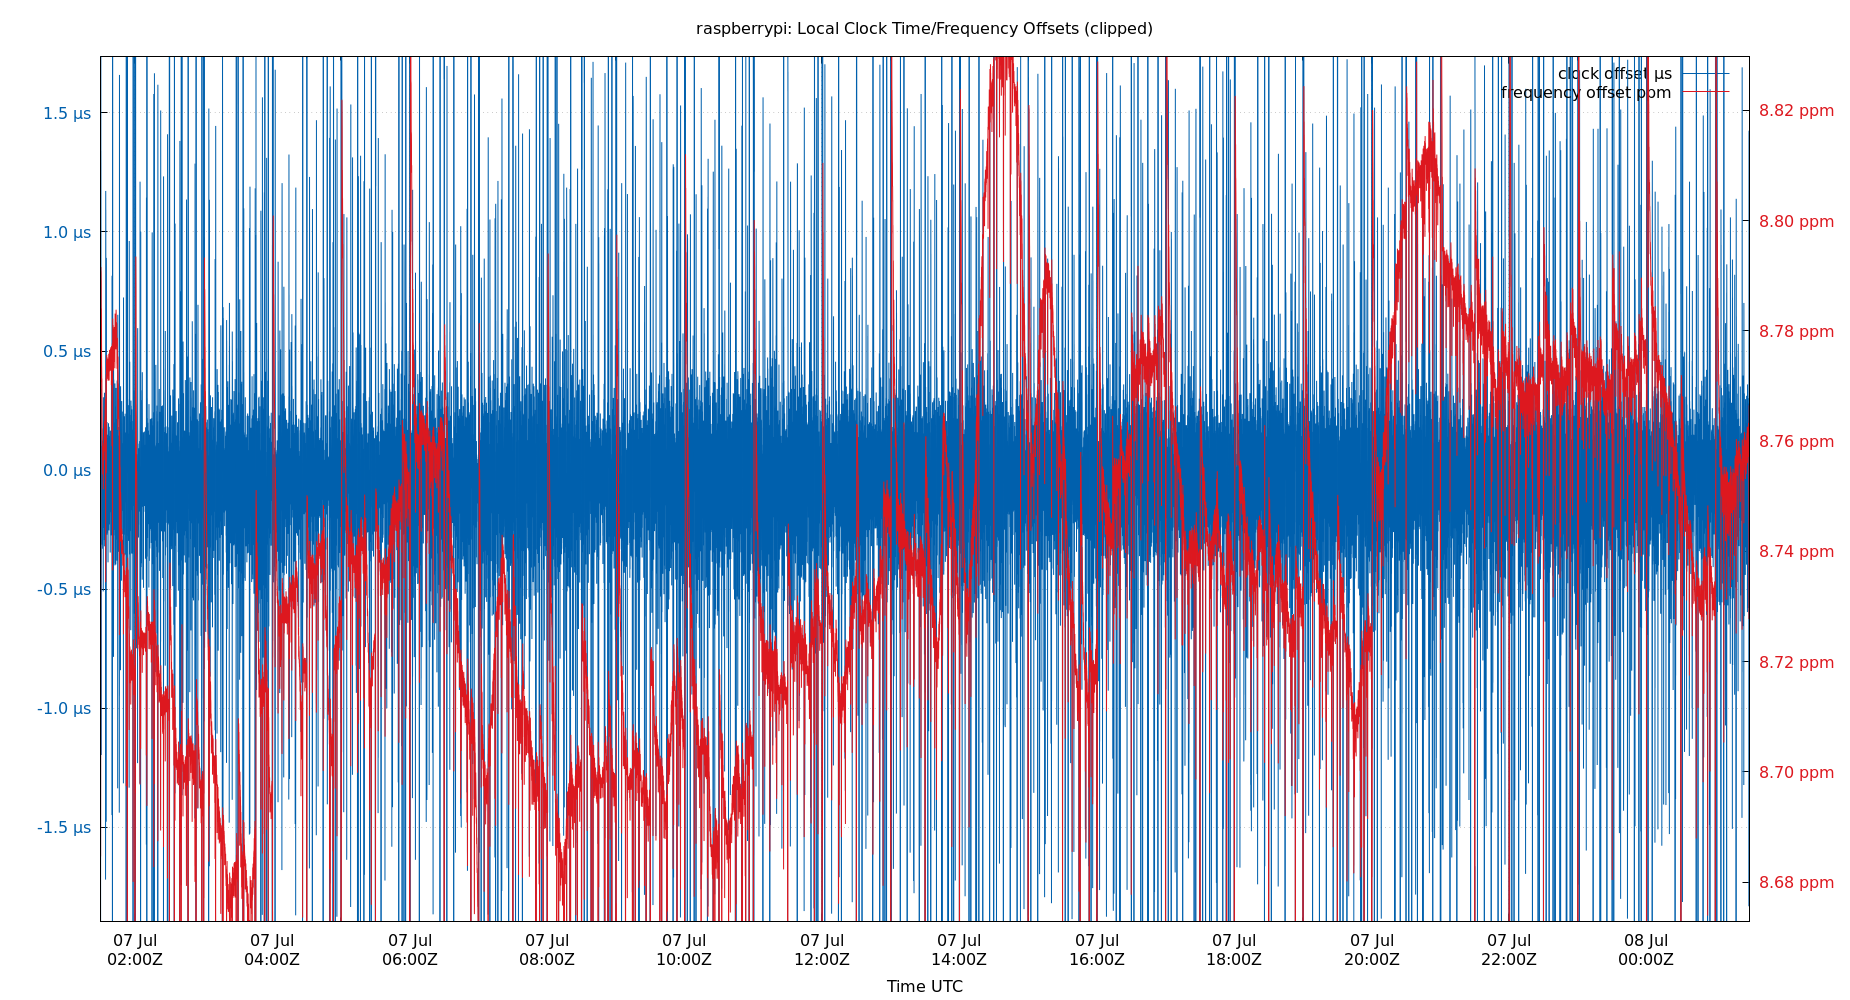 raspberrypi: Local Clock Time/Frequency Offsets (clipped)
clock offset µs
frequency offset ppm
1.5 µs
1.0 µs
0.5 µs
0.0 µs
-0.5 µs
-1.0 µs
-1.5 µs
8.82 ppm
8.80 ppm
8.78 ppm
8.76 ppm
8.74 ppm
8.72 ppm
8.70 ppm
8.68 ppm
07 Jul 07 Jul 07 Jul 07 Jul 07 Jul 07 Jul 07 Jul 07 Jul 07 Jul 07 Jul 07 Jul 08 Jul
02:00Z 04:00Z 06:00Z 08:00Z 10:00Z 12:00Z 14:00Z 16:00Z 18:00Z 20:00Z 22:00Z 00:00Z
Time UTC